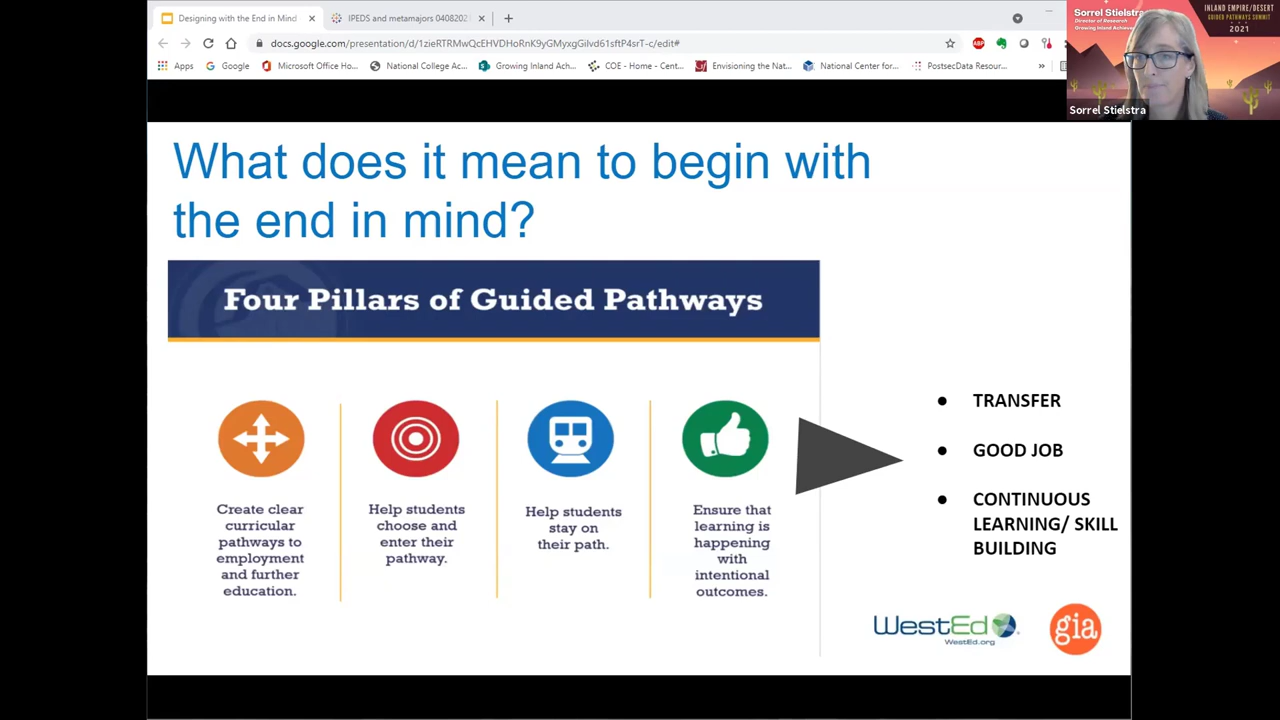 Designing with the End in Mind
IPEDS and metamajors 0408202
docs.google.com/presentation/d/1zieRTRMwQcEHVDHoRnK9yGMyxgGilvd61sftP4srT-c/edit#
ABP
Apps
Google
Microsoft Office Ho...
National College Ac...
Growing Inland Ach...
COE - Home - Cent...
Envisioning the Nat...
National Center for...
PostsecData Resour...
»
Sorrel Stielstra
Director of Research
Growing Inland Achieve
INLAND EMPIRE/DESERT
GUIDED PATHWAYS SUMMIT
2021
Sorrel Stielstra
What does it mean to begin with
the end in mind?
Four Pillars of Guided Pathways
Create clear
curricular
pathways to
employment
and further
education.
Help students
choose and
enter their
pathway.
Help students
stay on
their path.
Ensure that
learning is
happening
with
intentional
outcomes.
● TRANSFER
● GOOD JOB
● CONTINUOUS
LEARNING/ SKILL
BUILDING
WestEd
WestEd.org
gia